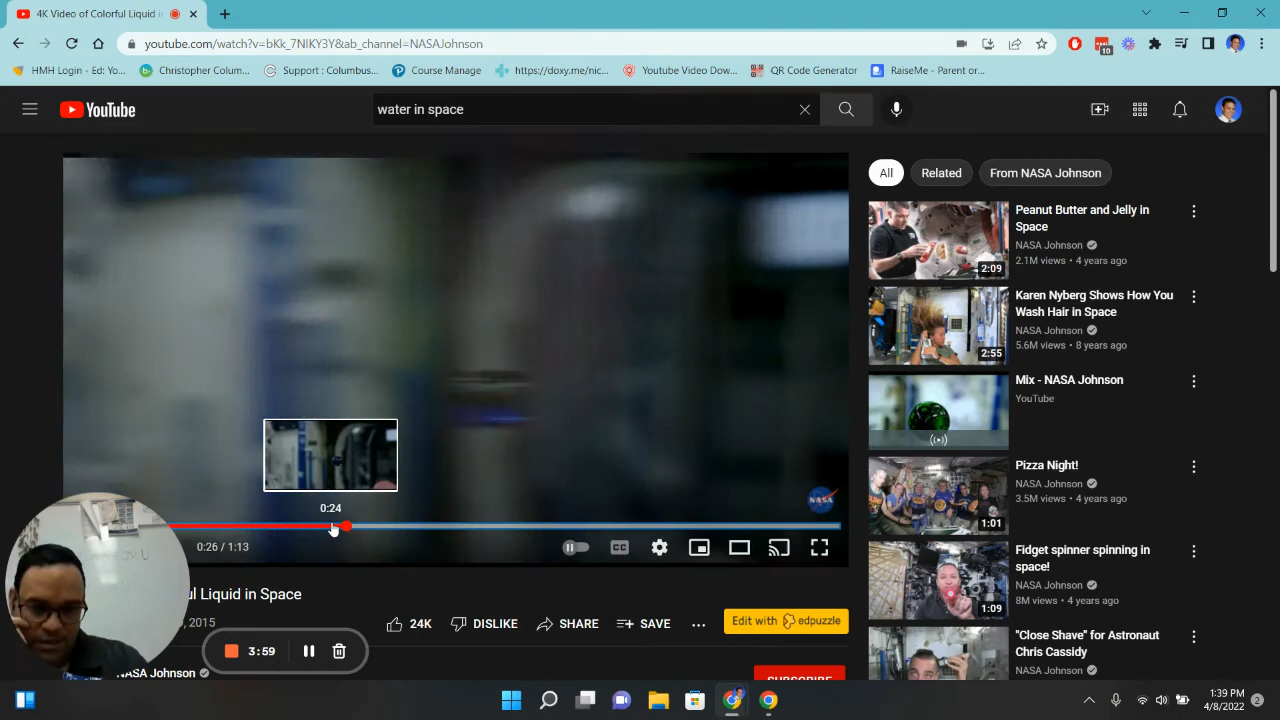 4K Video of Colorful Liquid i
youtube.com/watch?v=bKk_7NIKY3Y&ab_channel=NASAJohnson
10
HMH Login - Ed: Yo...
Christopher Colum...
Support : Columbus...
Course Manage
https://doxy.me/nic...
Youtube Video Dow...
QR Code Generator
RaiseMe - Parent or...
YouTube
water in space
All
Related
From NASA Johnson
Peanut Butter and Jelly in
Space
NASA Johnson
2.1M views • 4 years ago
2:09
Karen Nyberg Shows How You
Wash Hair in Space
NASA Johnson
5.6M views • 8 years ago
2:55
Mix - NASA Johnson
YouTube
Pizza Night!
NASA Johnson
3.5M views • 4 years ago
1:01
Fidget spinner spinning in
space!
NASA Johnson
8M views • 4 years ago
1:09
"Close Shave" for Astronaut
Chris Cassidy
NASA Johnson
NASA
0:24
0:26 / 1:13
CC
ul Liquid in Space
, 2015
24K
DISLIKE
SHARE
SAVE
Edit with edpuzzle
3:59
NASA Johnson
SUBSCRIBE
1:39 PM
4/8/2022
2